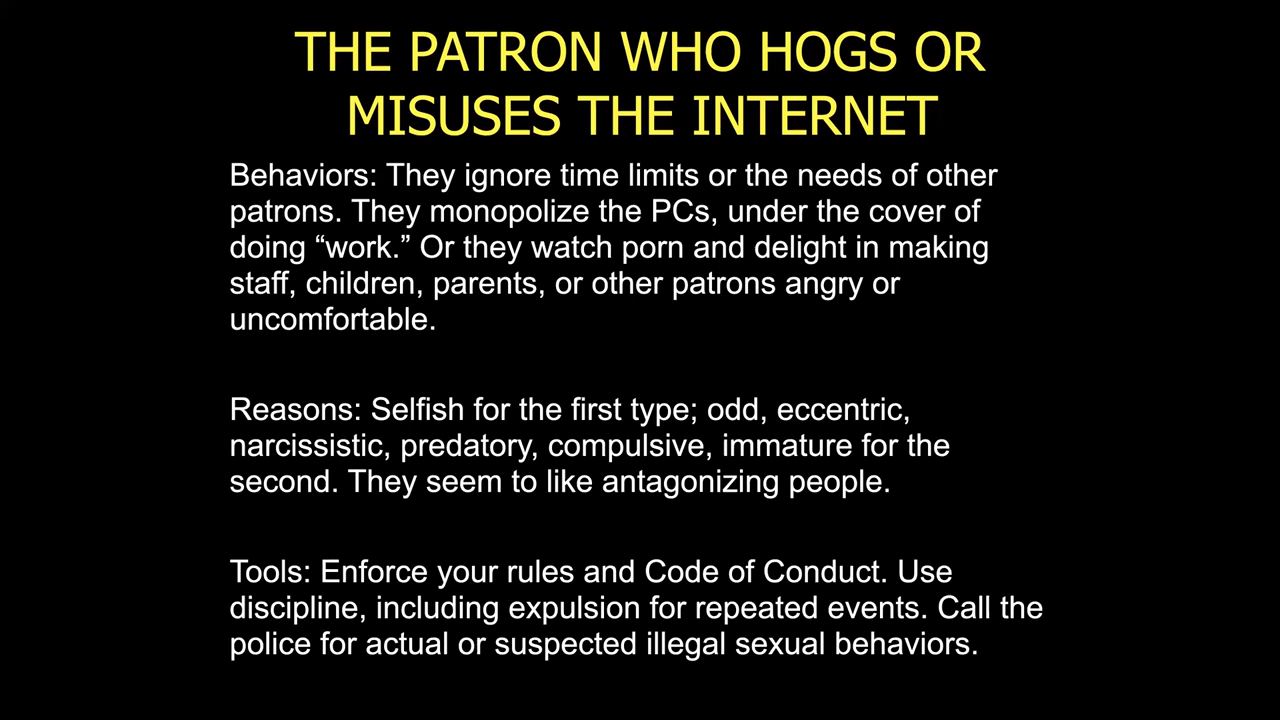 THE PATRON WHO HOGS OR
MISUSES THE INTERNET
Behaviors: They ignore time limits or the needs of other
patrons. They monopolize the PCs, under the cover of
doing “work.” Or they watch porn and delight in making
staff, children, parents, or other patrons angry or
uncomfortable.
Reasons: Selfish for the first type; odd, eccentric,
narcissistic, predatory, compulsive, immature for the
second. They seem to like antagonizing people.
Tools: Enforce your rules and Code of Conduct. Use
discipline, including expulsion for repeated events. Call the
police for actual or suspected illegal sexual behaviors.